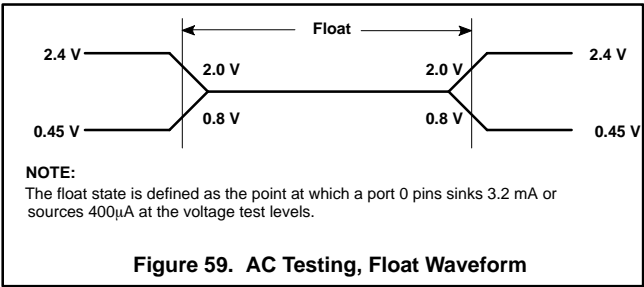 Float
2.4 V
2.0 V
2.0 V
2.4 V
0.45 V
0.8 V
0.8 V
0.45 V
NOTE:
The float state is defined as the point at which a port 0 pins sinks 3.2 mA or
sources 400µA at the voltage test levels.
Figure 59. AC Testing, Float Waveform